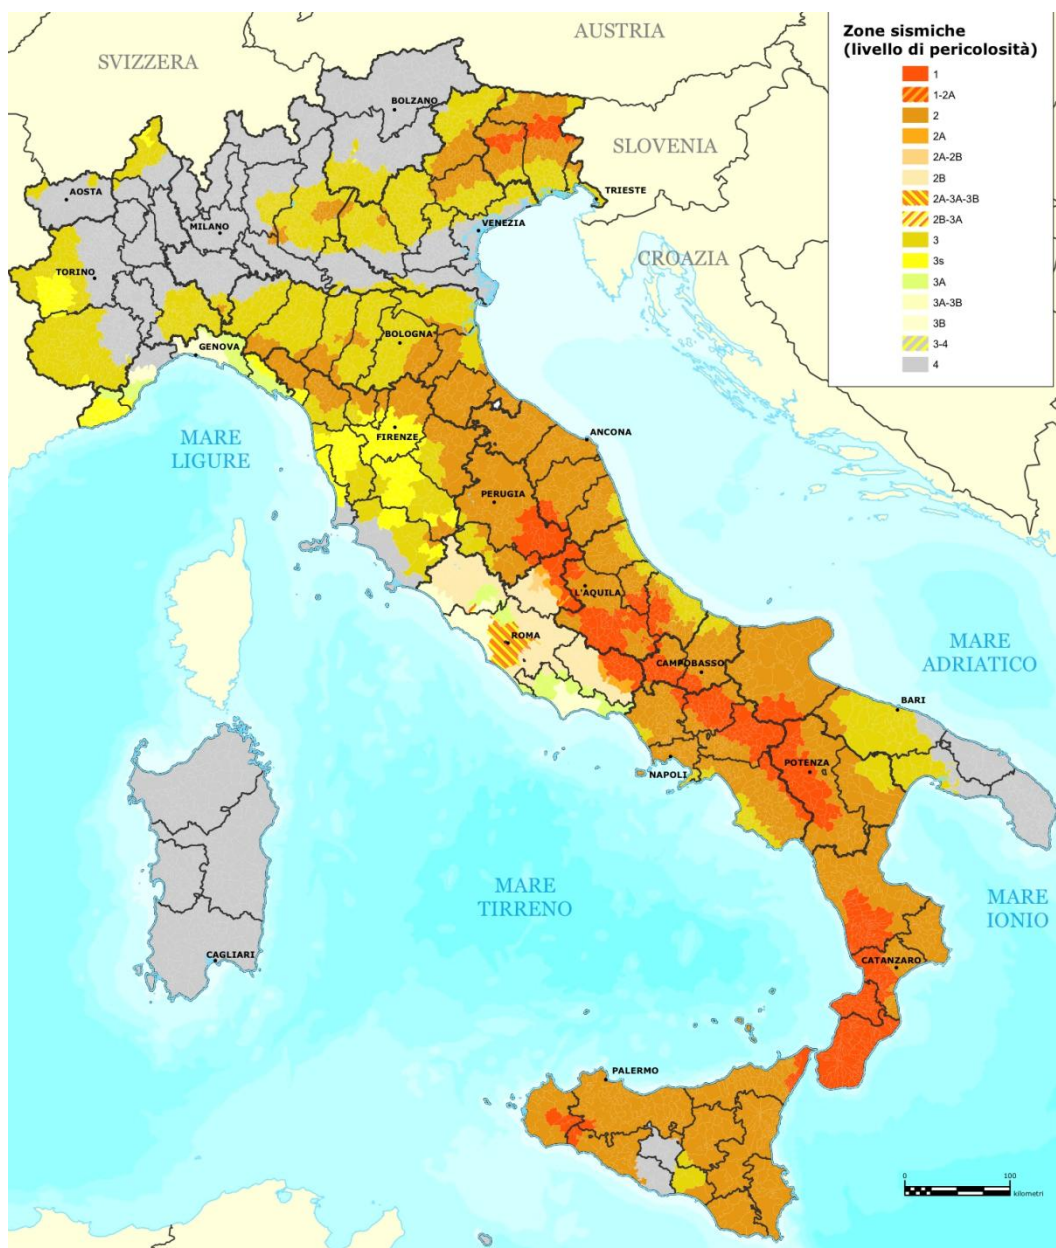 Zone sismiche
(livello di pericolosità)
1
1-2A
2
2A
2A-2B
2B
2A-3A-3B
2B-3A
3
3s
3A
3A-3B
3B
3-4
4
AUSTRIA
SVIZZERA
BOLZANO
SLOVENIA
AOSTA
TRIESTE
MILANO
VENEZIA
CROAZIA
TORINO
BOLOGNA
GENOVA
FIRENZE
ANCONA
MARE
LIGURE
PERUGIA
L'AQUILA
ROMA
MARE
ADRIATICO
CAMPOBASSO
BARI
NAPOLI
POTENZA
MARE
TIRRENO
MARE
IONIO
CAGLIARI
CATANZARO
PALERMO
0 100
kilometri